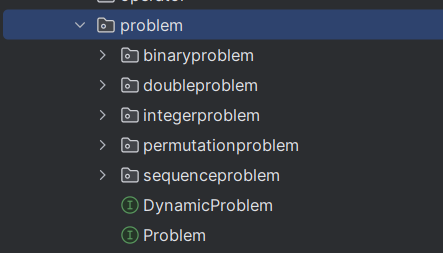 problem
binaryproblem
doubleproblem
integerproblem
permutationproblem
sequenceproblem
I DynamicProblem
I Problem